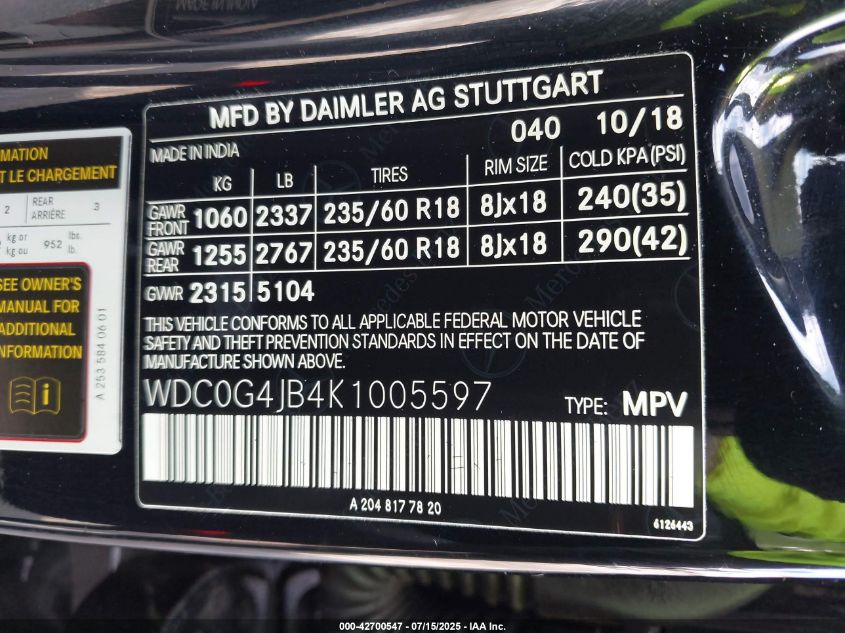 MATION
T LE CHARGEMENT
2 REAR ARRIÈRE 3
kg or kg ou 952 lbs. lb.
SEE OWNER'S
MANUAL FOR
ADDITIONAL
INFORMATION
A 253 584 06 01
MFD BY DAIMLER AG STUTTGART
040 10/18
MADE IN INDIA
KG LB TIRES RIM SIZE COLD KPA(PSI)
GAWR FRONT 1060 2337 235/60 R18 8Jx18 240(35)
GAWR REAR 1255 2767 235/60 R18 8Jx18 290(42)
GWR 2315 5104
THIS VEHICLE CONFORMS TO ALL APPLICABLE FEDERAL MOTOR VEHICLE
SAFETY AND THEFT PREVENTION STANDARDS IN EFFECT ON THE DATE OF
MANUFACTURE SHOWN ABOVE.
WDC0G4JB4K1005597 TYPE: MPV
A 204 817 78 20
6126443
000-42700547 - 07/15/2025 - IAA Inc.